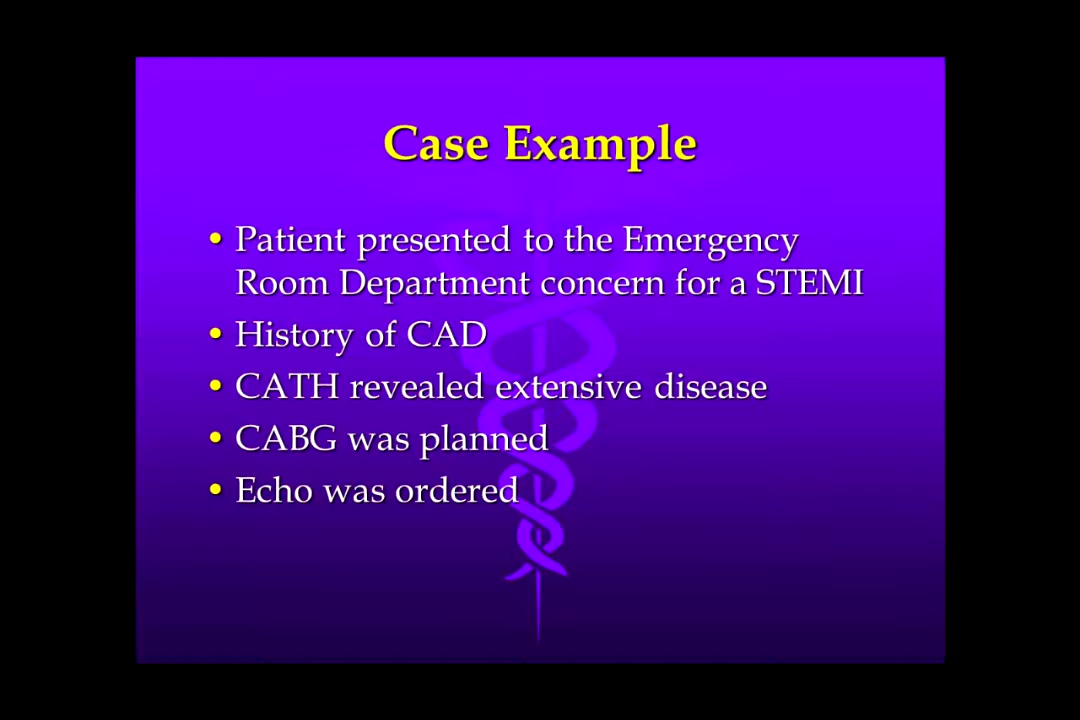 Case Example
• Patient presented to the Emergency
Room Department concern for a STEMI
• History of CAD
• CATH revealed extensive disease
• CABG was planned
• Echo was ordered